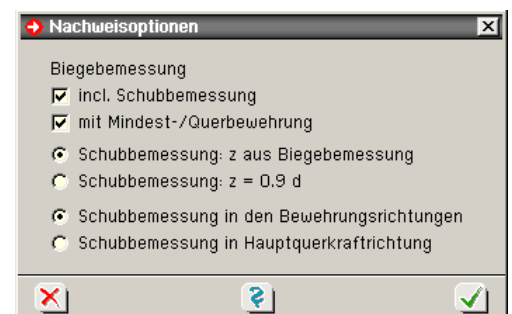 Nachweisoptionen
Biegebemessung
incl. Schubbemessung
mit Mindest-/Querbewehrung
Schubbemessung: z aus Biegebemessung
Schubbemessung: z = 0.9 d
Schubbemessung in den Bewehrungsrichtungen
Schubbemessung in Hauptquerkraftrichtung
?